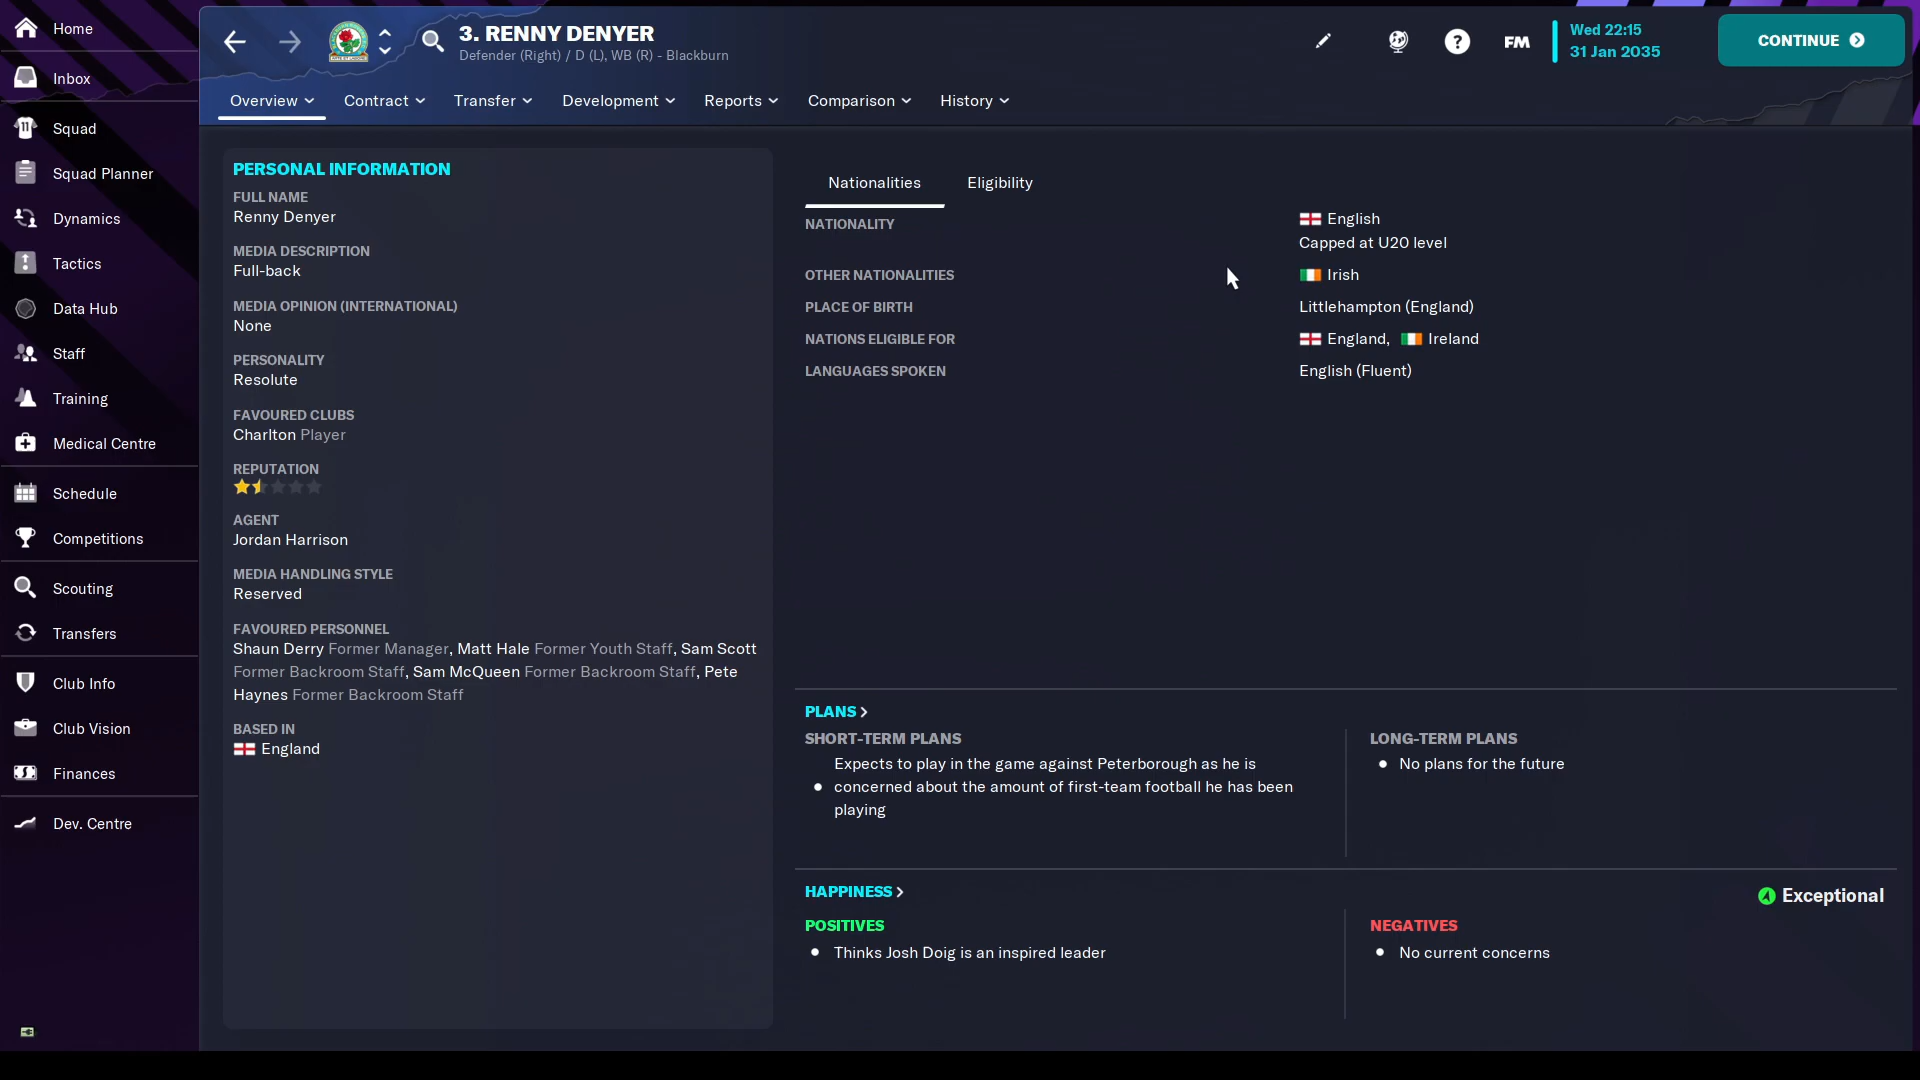 Home
Inbox
Squad
Squad Planner
Dynamics
Tactics
Data Hub
Staff
Training
Medical Centre
Schedule
Competitions
Scouting
Transfers
Club Info
Club Vision
Finances
Dev. Centre
3. RENNY DENYER
Defender (Right) / D (L), WB (R) - Blackburn
?
FM
Wed 22:15
31 Jan 2035
CONTINUE
Overview Contract Transfer Development Reports Comparison History
PERSONAL INFORMATION
FULL NAME
Renny Denyer
MEDIA DESCRIPTION
Full-back
MEDIA OPINION (INTERNATIONAL)
None
PERSONALITY
Resolute
FAVOURED CLUBS
Charlton Player
REPUTATION
AGENT
Jordan Harrison
MEDIA HANDLING STYLE
Reserved
FAVOURED PERSONNEL
Shaun Derry Former Manager, Matt Hale Former Youth Staff, Sam Scott
Former Backroom Staff, Sam McQueen Former Backroom Staff, Pete
Haynes Former Backroom Staff
BASED IN
England
Nationalities Eligibility
NATIONALITY English
Capped at U20 level
OTHER NATIONALITIES Irish
PLACE OF BIRTH Littlehampton (England)
NATIONS ELIGIBLE FOR England, Ireland
LANGUAGES SPOKEN English (Fluent)
PLANS
SHORT-TERM PLANS
Expects to play in the game against Peterborough as he is
concerned about the amount of first-team football he has been
playing
LONG-TERM PLANS
No plans for the future
HAPPINESS
Exceptional
POSITIVES
Thinks Josh Doig is an inspired leader
NEGATIVES
No current concerns